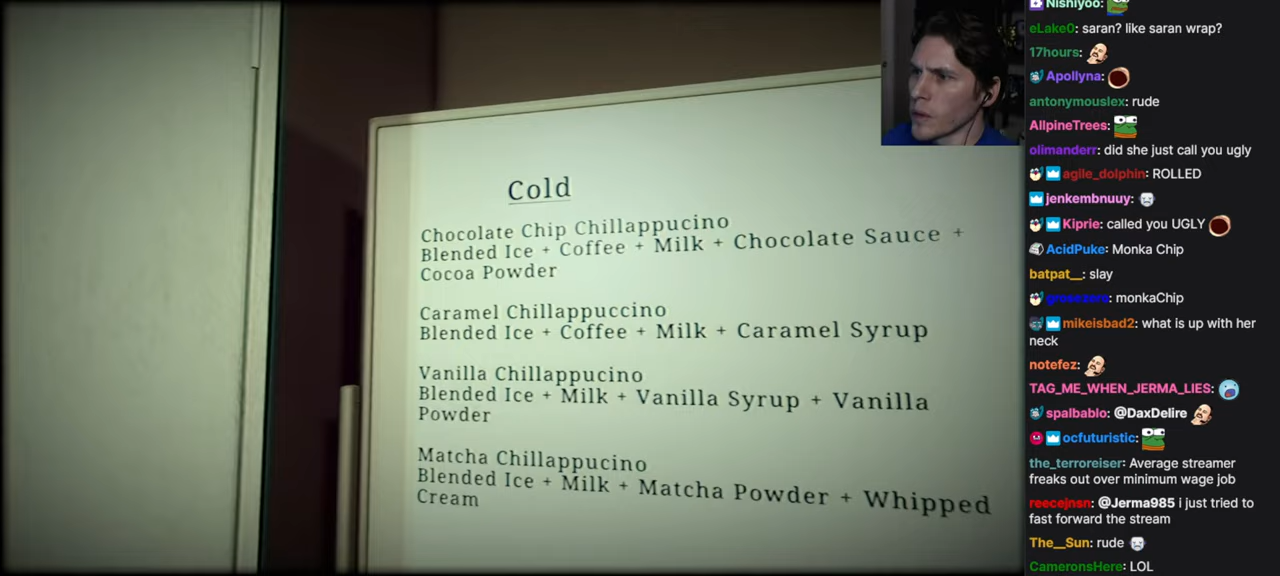 Cold
Chocolate Chip Chillappucino
Blended Ice + Coffee + Milk + Chocolate Sauce +
Cocoa Powder
Caramel Chillappuccino
Blended Ice + Coffee + Milk + Caramel Syrup
Vanilla Chillappucino
Blended Ice + Milk + Vanilla Syrup + Vanilla
Powder
Matcha Chillappucino
Blended Ice + Milk + Matcha Powder + Whipped
Cream
Nishiyoo:
eLake0: saran? like saran wrap?
17hours:
Apollyna:
antonymouslex: rude
AllpineTrees:
olimanderr: did she just call you ugly
agile_dolphin: ROLLED
jenkembnuuy:
Kiprie: called you UGLY
AcidPuke: Monka Chip
batpat__: slay
monkaChip
mikeisbad2: what is up with her
neck
notefez:
TAG_ME_WHEN_JERMA_LIES:
spalbablo: @DaxDelire
ocfuturistic:
the_terroreiser: Average streamer
freaks out over minimum wage job
reecejnsn: @Jerma985 i just tried to
fast forward the stream
The__Sun: rude
CameronsHere: LOL